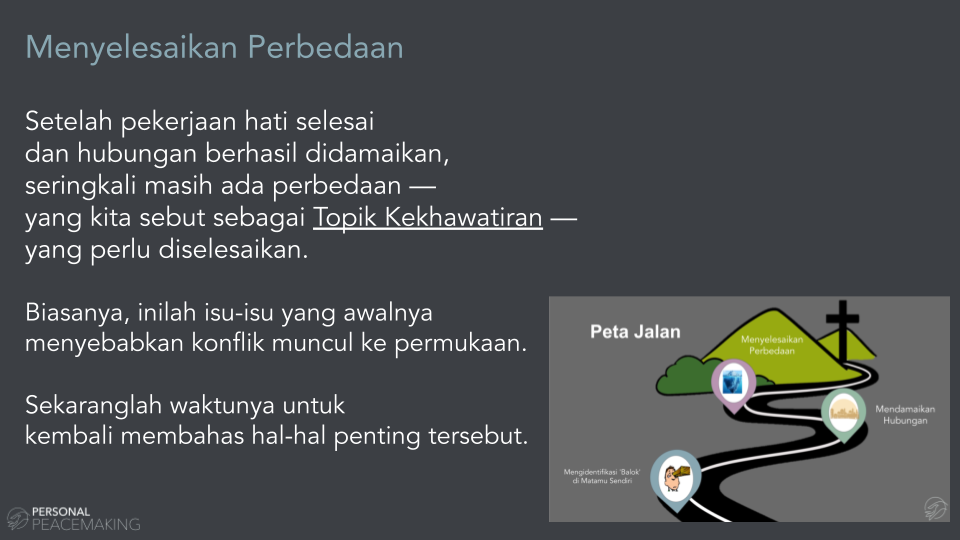 Menyelesaikan Perbedaan
Setelah pekerjaan hati selesai
dan hubungan berhasil didamaikan,
seringkali masih ada perbedaan —
yang kita sebut sebagai Topik Kekhawatiran —
yang perlu diselesaikan.
Biasanya, inilah isu-isu yang awalnya
menyebabkan konflik muncul ke permukaan.
Sekaranglah waktunya untuk
kembali membahas hal-hal penting tersebut.
Peta Jalan
Menyelesaikan
Perbedaan
Mendamaikan
Hubungan
Mengidentifikasi 'Balok'
di Matamu Sendiri
PERSONAL
PEACEMAKING